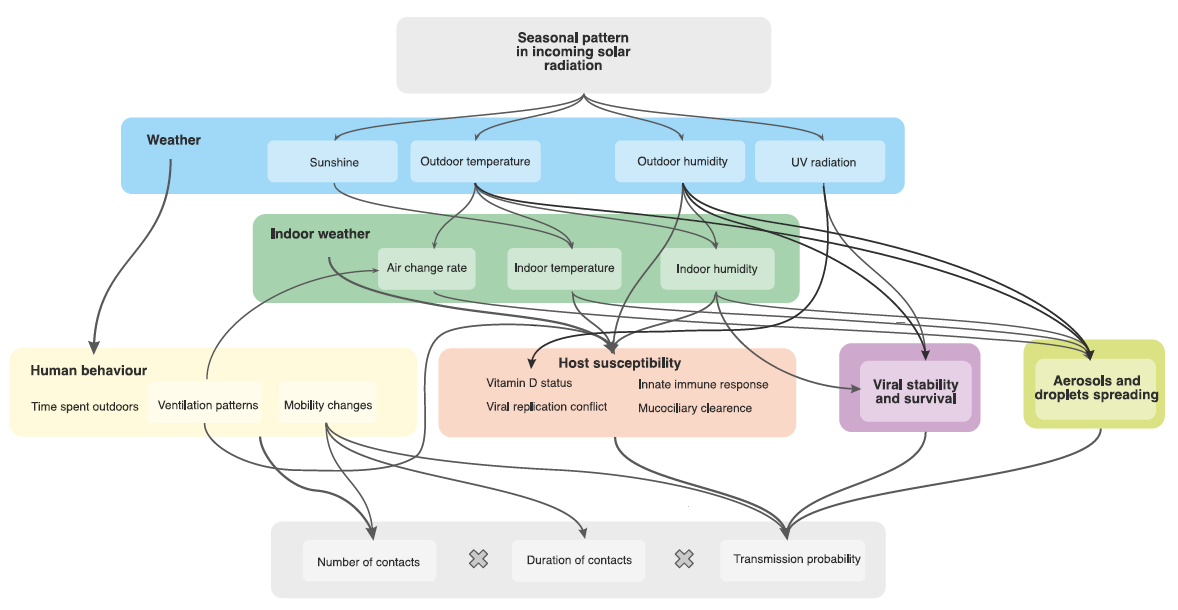 Seasonal pattern
in incoming solar
radiation
Weather
Sunshine
Outdoor temperature
Outdoor humidity
UV radiation
Indoor weather
Air change rate
Indoor temperature
Indoor humidity
Human behaviour
Time spent outdoors
Ventilation patterns
Mobility changes
Host susceptibility
Vitamin D status
Innate immune response
Viral replication conflict
Mucociliary clearence
Viral stability
and survival
Aerosols and
droplets spreading
Number of contacts
Duration of contacts
Transmission probability